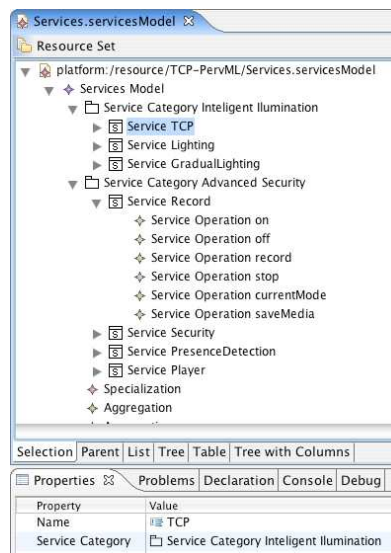 Services.servicesModel
Resource Set
platform:/resource/TCP-PervML/Services.servicesModel
Services Model
Service Category Inteligent Ilumination
Service TCP
Service Lighting
Service GradualLighting
Service Category Advanced Security
Service Record
Service Operation on
Service Operation off
Service Operation record
Service Operation stop
Service Operation currentMode
Service Operation saveMedia
Service Security
Service PresenceDetection
Service Player
Specialization
Aggregation
Selection Parent List Tree Table Tree with Columns
Properties Problems Declaration Console Debug
Property Value
Name TCP
Service Category Service Category Inteligent Ilumination